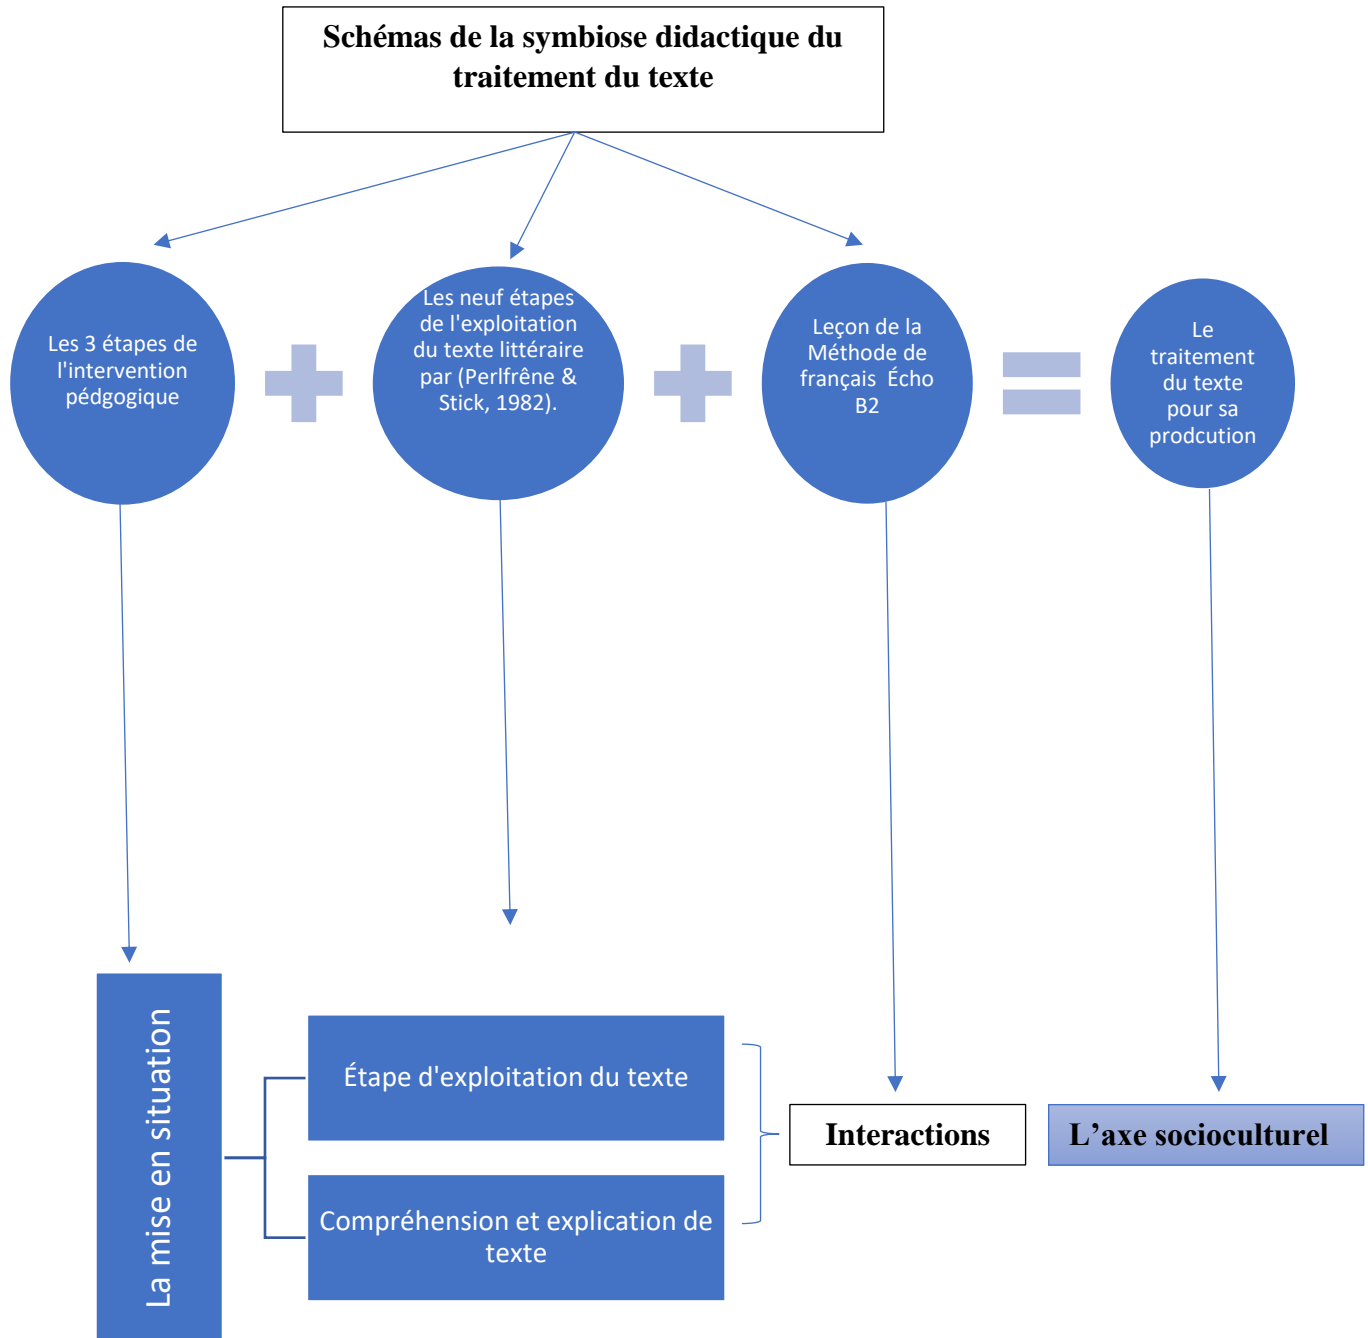 Schémas de la symbiose didactique du
traitement du texte
Les 3 étapes de
l'intervention
pédgogique
Les neuf étapes
de l'exploitation
du texte littéraire
par (Perlfrêne &
Stick, 1982).
Leçon de la
Méthode de
français Écho
B2
Le
traitement
du texte
pour sa
prodcution
La mise en situation
Étape d'exploitation du texte
Compréhension et explication de
texte
Interactions
L'axe socioculturel